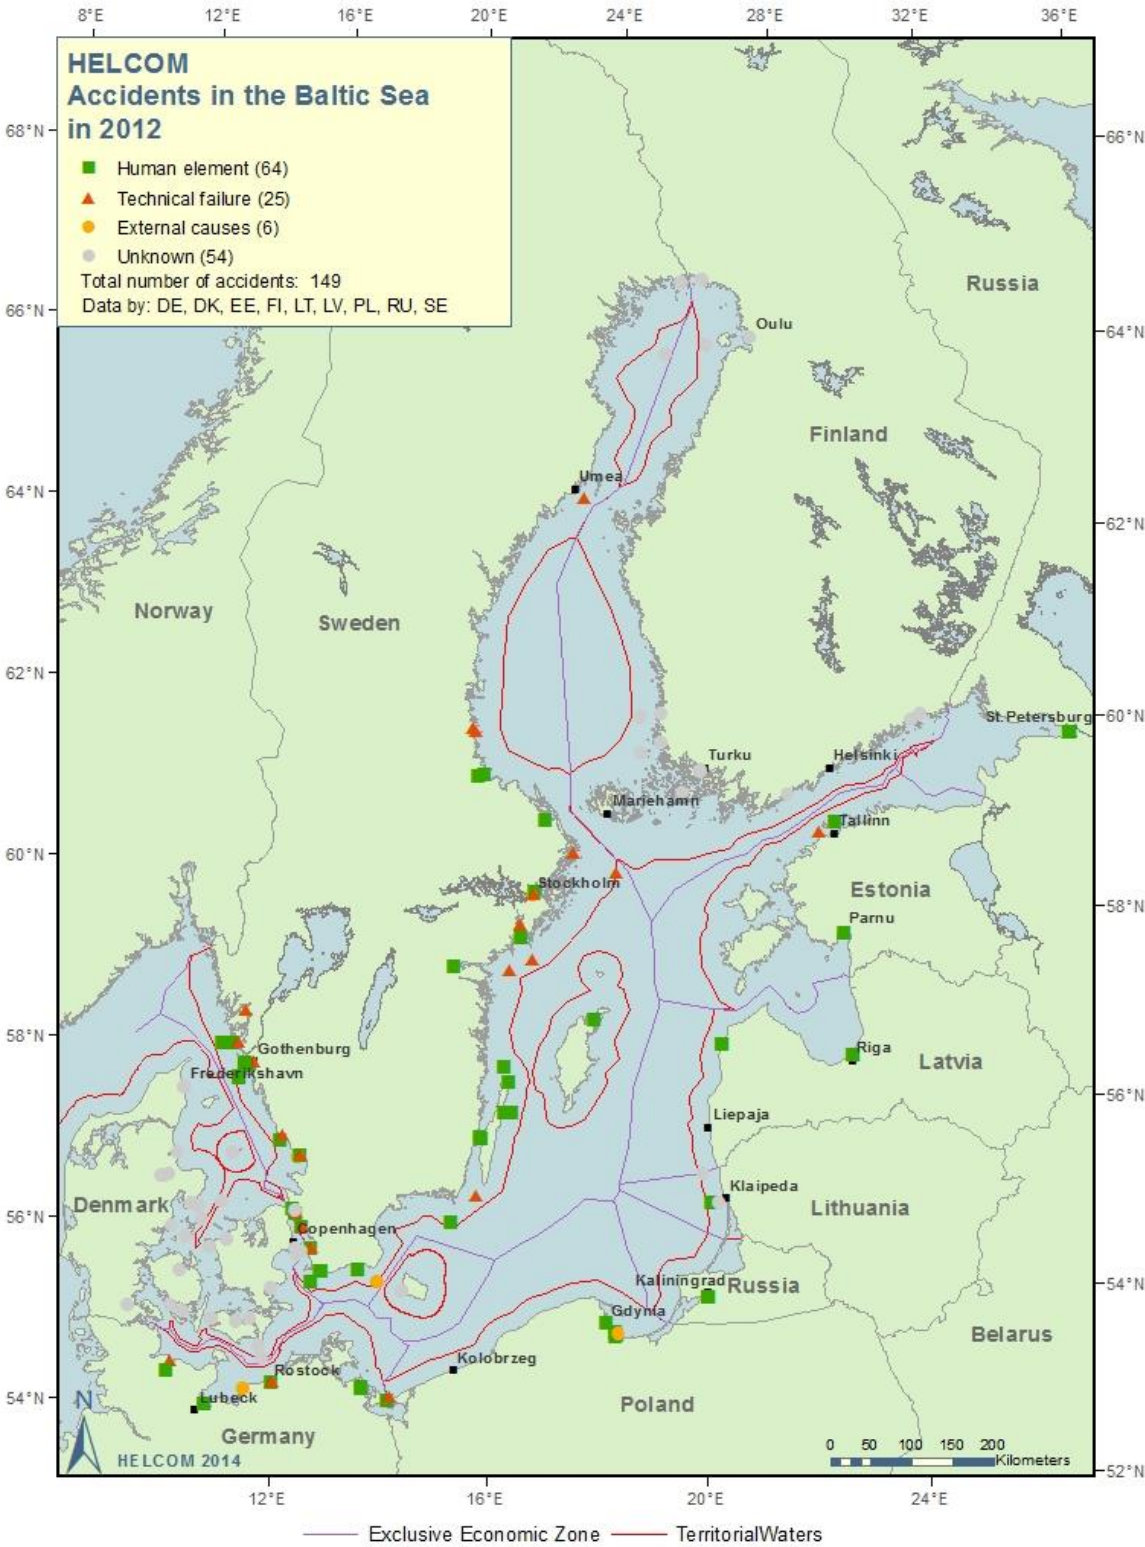 8°E 12°E 16°E 20°E 24°E 28°E 32°E 36°E
HELCOM
Accidents in the Baltic Sea
in 2012
Human element (64)
Technical failure (25)
External causes (6)
Unknown (54)
Total number of accidents: 149
Data by: DE, DK, EE, FI, LT, LV, PL, RU, SE
68°N
66°N
Russia
66°N
Oulu
64°N
Finland
Umea
64°N
62°N
Norway
Sweden
62°N
St.Petersburg
60°N
Turku
Helsinki
Mariehamn
Tallinn
60°N
Stockholm
Estonia
58°N
Parnu
58°N
Gothenburg
Riga
Latvia
Frederikshavn
56°N
Liepaja
Klaipeda
Denmark
Lithuania
56°N
Copenhagen
Kaliningrad
Russia
54°N
Gdynia
Belarus
Kolobrzeg
Rostock
54°N
N
Lubeck
Poland
Germany
0 50 100 150 200
Kilometers
HELCOM 2014
52°N
12°E 16°E 20°E 24°E
Exclusive Economic Zone
TerritorialWaters